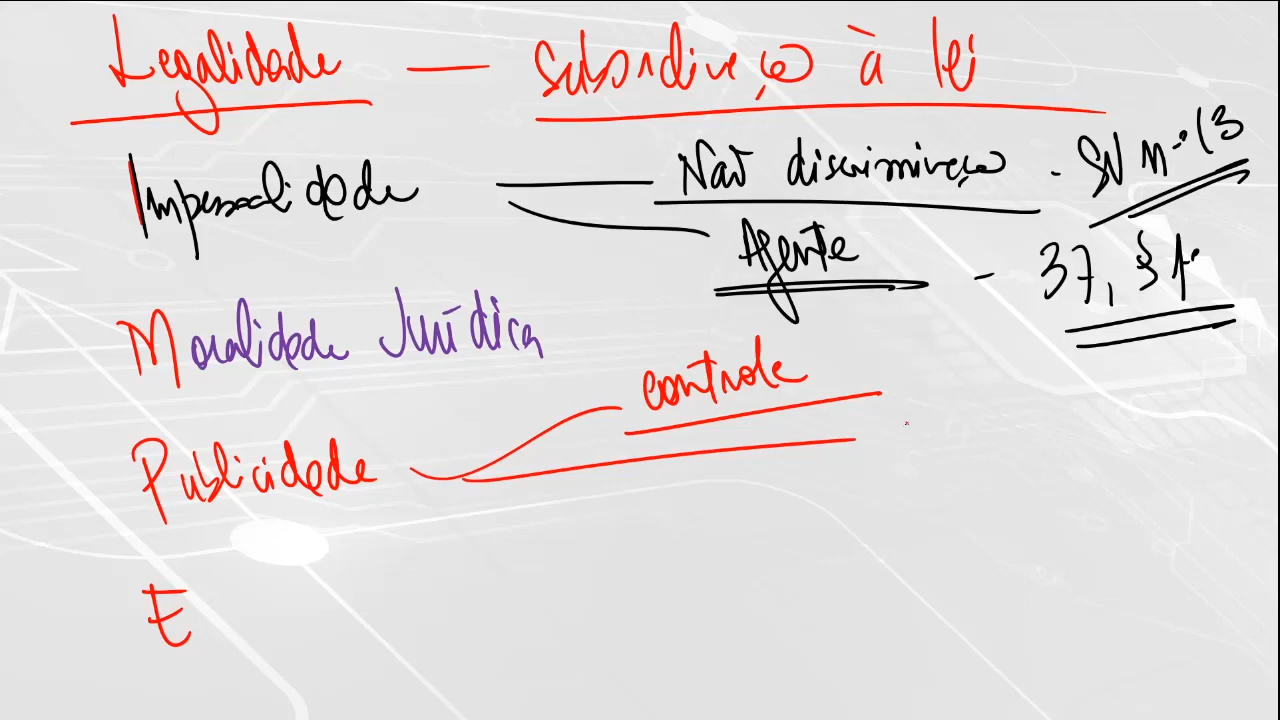 Legalidade — Subordinação à lei
Impessoalidade — Não discriminação - SV nº 13
Agente - 37, § 1º
Moralidade Jurídica
controle
Publicidade
E